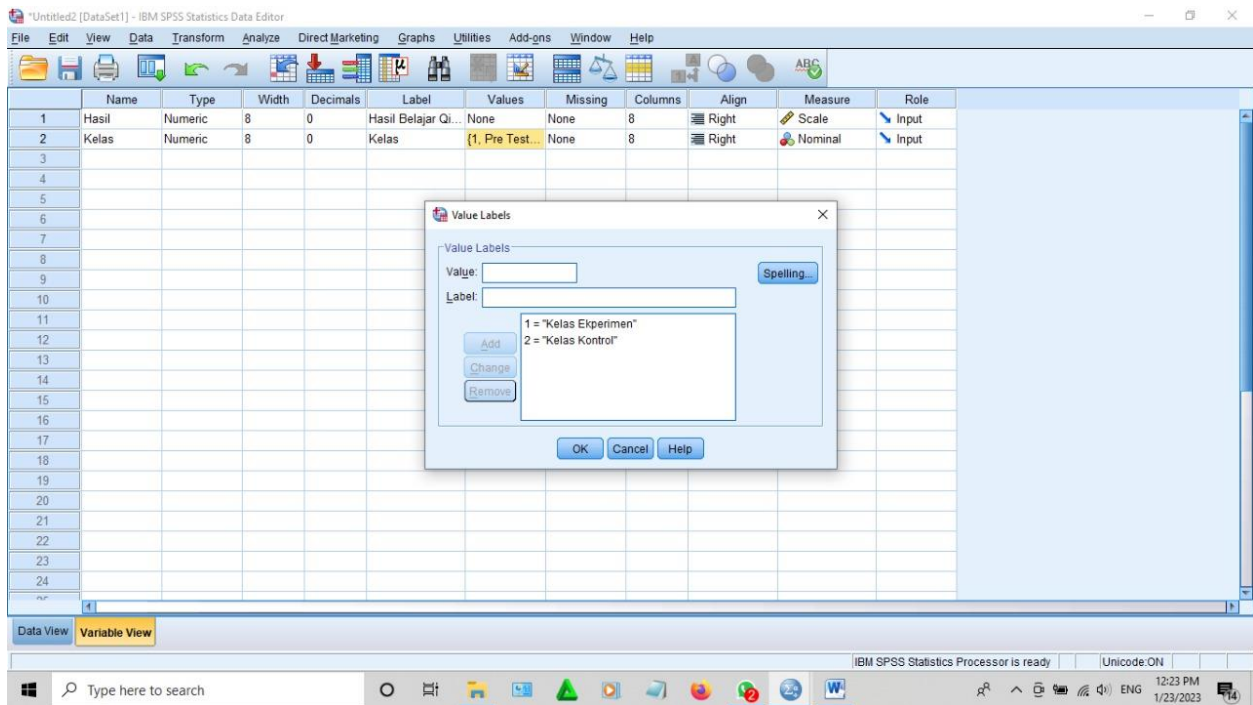 *Untitled2 [DataSet1] - IBM SPSS Statistics Data Editor
File Edit View Data Transform Analyze Direct Marketing Graphs Utilities Add-ons Window Help
Name Type Width Decimals Label Values Missing Columns Align Measure Role
1 Hasil Numeric 8 0 Hasil Belajar Qi... None None 8 Right Scale Input
2 Kelas Numeric 8 0 Kelas {1, Pre Test... None 8 Right Nominal Input
3
4
5
6
7
8
9
10
11
12
13
14
15
16
17
18
19
20
21
22
23
24
Value Labels
Value Labels
Value:
Spelling...
Label:
1 = "Kelas Ekperimen"
2 = "Kelas Kontrol"
Add
Change
Remove
OK Cancel Help
Data View Variable View
IBM SPSS Statistics Processor is ready Unicode:ON
Type here to search
ENG 12:23 PM
1/23/2023